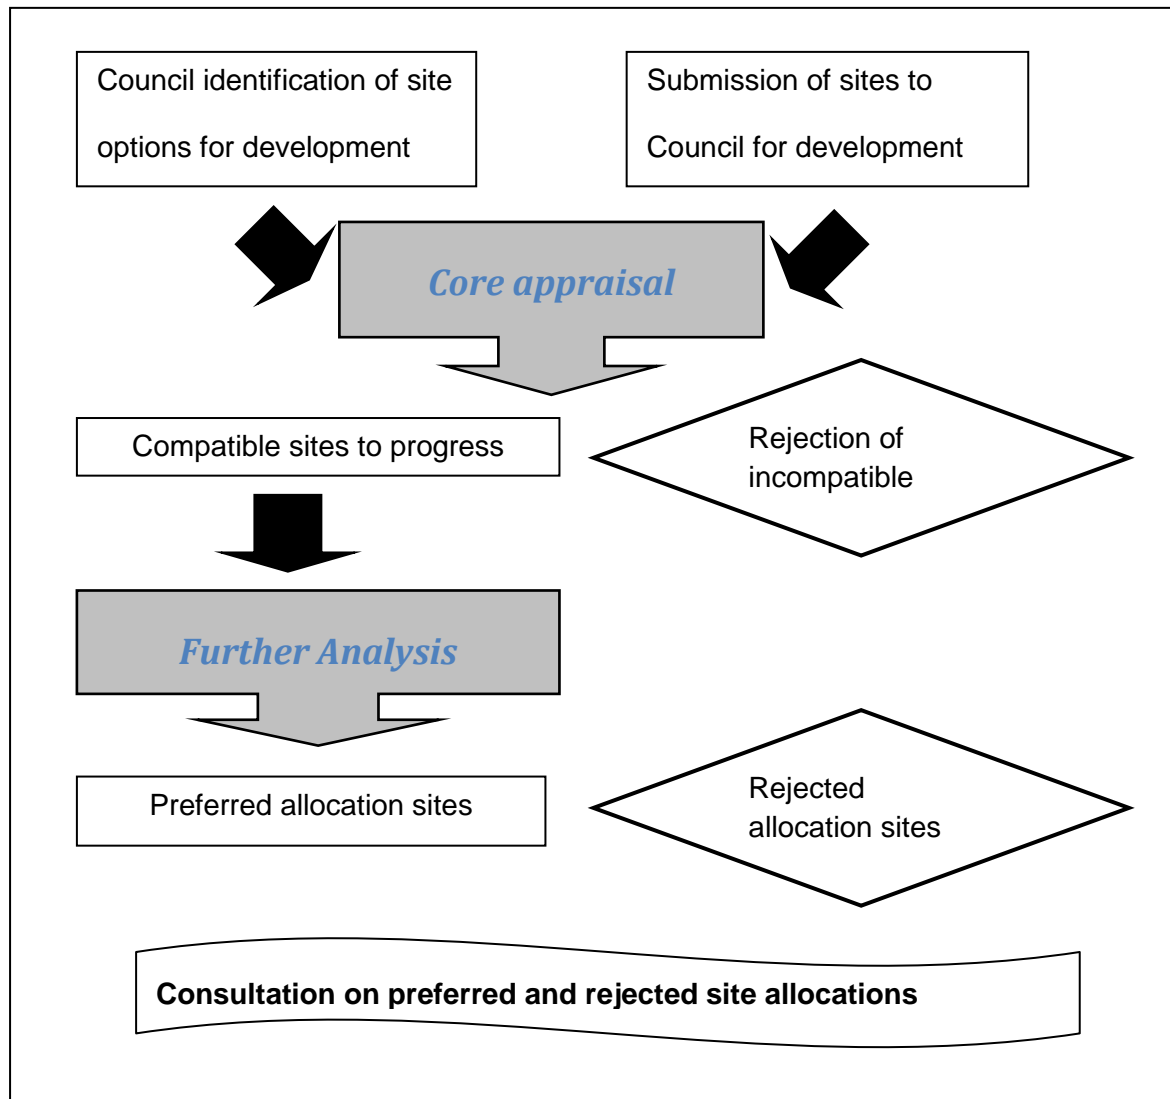 Council identification of site
options for development
Submission of sites to
Council for development
Core appraisal
Compatible sites to progress
Rejection of
incompatible
Further Analysis
Preferred allocation sites
Rejected
allocation sites
Consultation on preferred and rejected site allocations